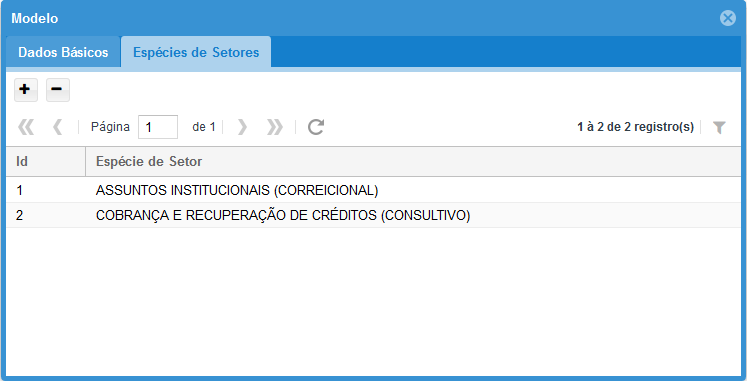 Modelo
Dados Básicos Espécies de Setores
Página 1 de 1 1 à 2 de 2 registro(s)
Id Espécie de Setor
1 ASSUNTOS INSTITUCIONAIS (CORREICIONAL)
2 COBRANÇA E RECUPERAÇÃO DE CRÉDITOS (CONSULTIVO)